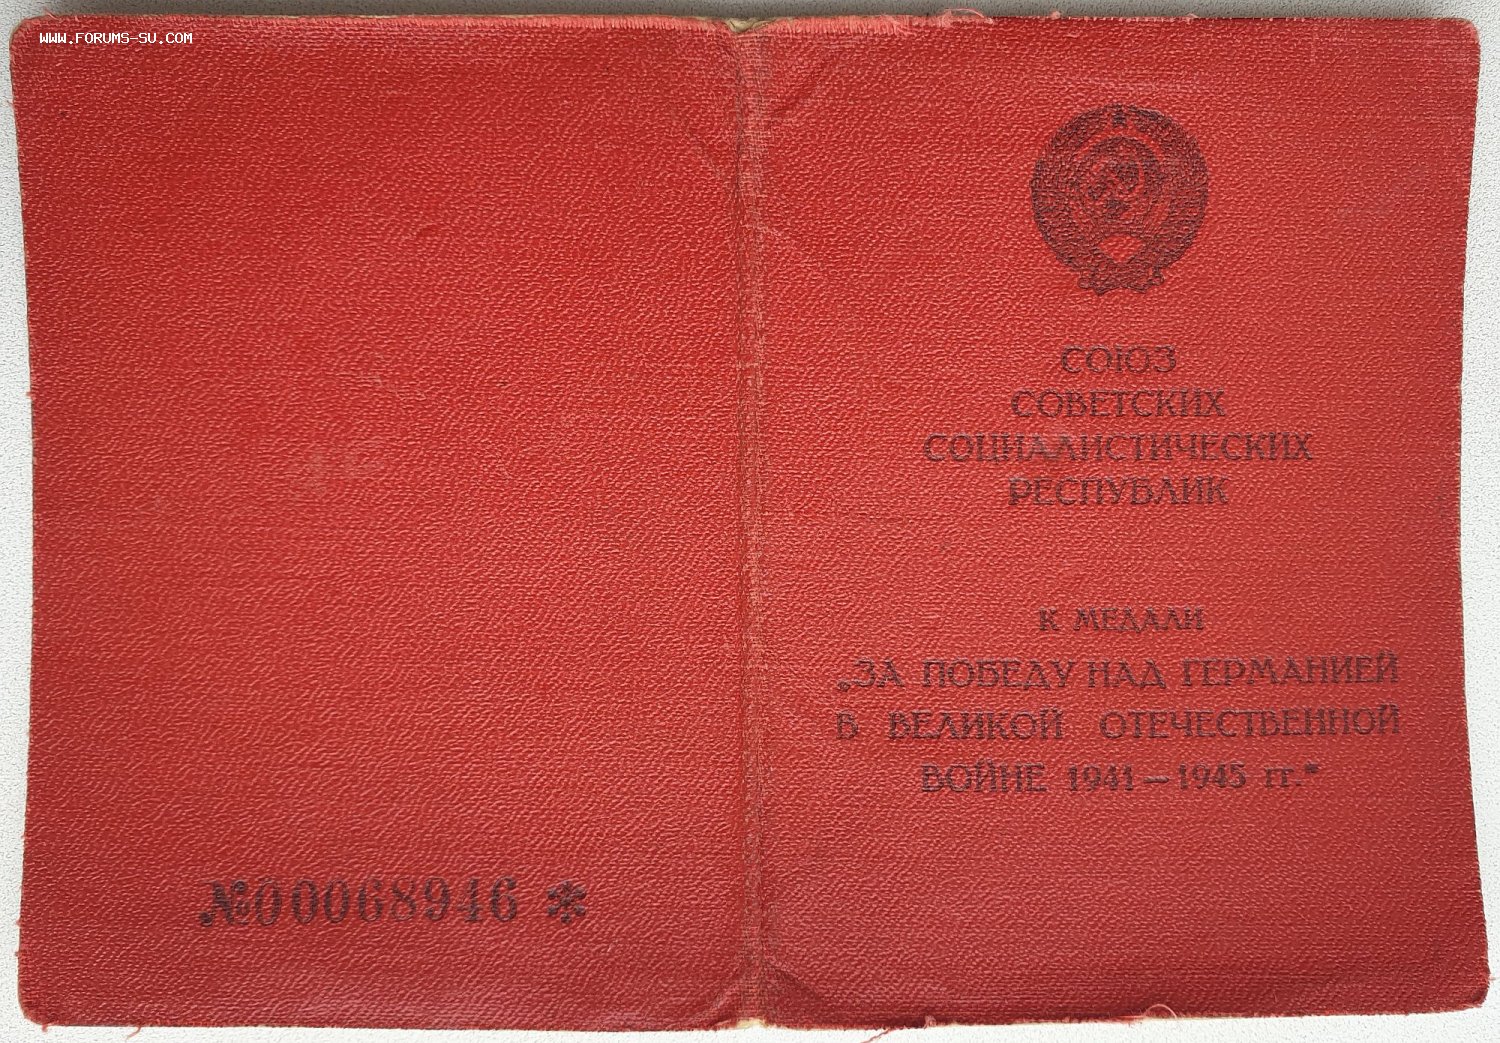 WWW.FORUMS-SU.COM
СОЮЗ
СОВЕТСКИХ
СОЦИАЛИСТИЧЕСКИХ
РЕСПУБЛИК
К МЕДАЛИ
„ЗА ПОБЕДУ НАД ГЕРМАНИЕЙ
В ВЕЛИКОЙ ОТЕЧЕСТВЕННОЙ
ВОЙНЕ 1941—1945 гг.“
№00068946 *